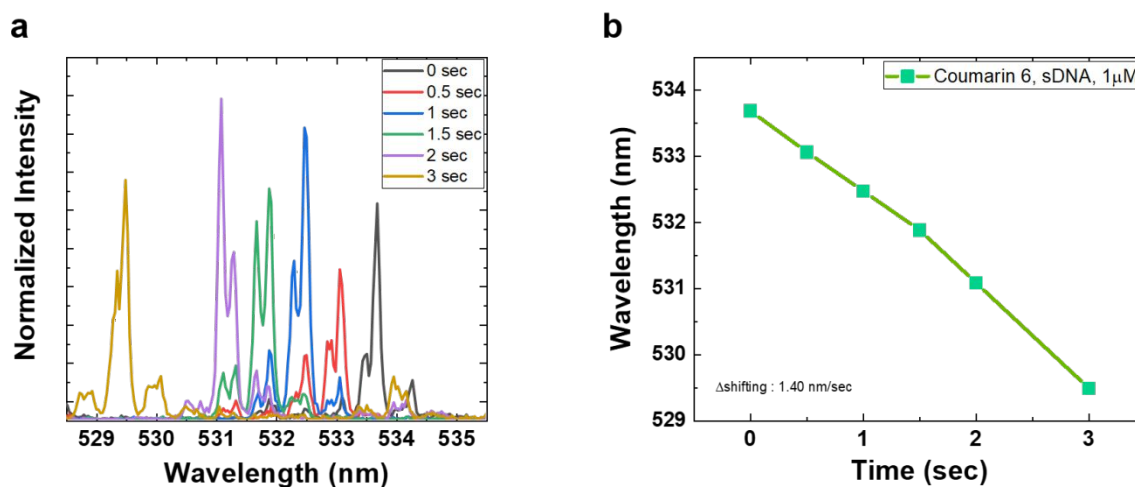 a
Normalized Intensity
0 sec
0.5 sec
1 sec
1.5 sec
2 sec
3 sec
529 530 531 532 533 534 535
Wavelength (nm)
b
Wavelength (nm)
534
533
532
531
530
529
Coumarin 6, sDNA, 1μM
Δshifting : 1.40 nm/sec
0 1 2 3
Time (sec)